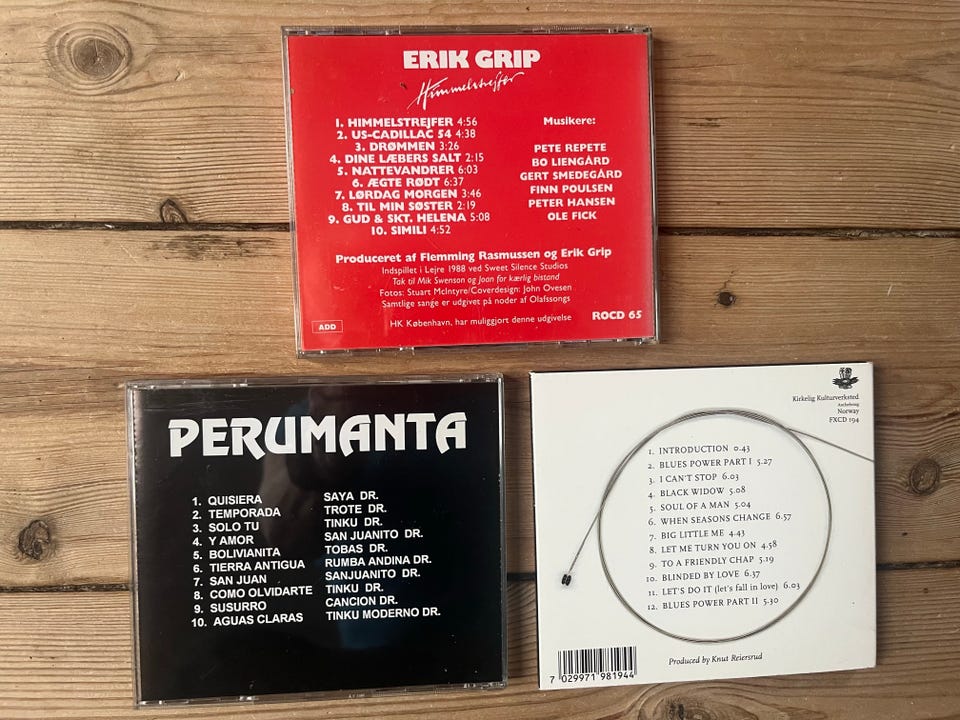 ERIK GRIP
Himmelstrejfer
1. HIMMELSTREJFER 4:56
2. US-CADILLAC 54 4:38
3. DRØMMEN 3:26
4. DINE LÆBERS SALT 2:15
5. NATTEVANDRER 6:03
6. ÆGTE RØDT 6:37
7. LØRDAG MORGEN 3:46
8. TIL MIN SØSTER 2:19
9. GUD & SKT. HELENA 5:08
10. SIMILI 4:52
Musikere:
PETE REPETE
BO LIENGÅRD
GERT SMEDEGÅRD
FINN POULSEN
PETER HANSEN
OLE FICK
Produceret af Flemming Rasmussen og Erik Grip
Indspillet i Lejre 1988 ved Sweet Silence Studios
Tak til Mik Swenson og Joan for kærlig bistand
Fotos: Stuart McIntyre/Coverdesign: John Ovesen
Samtlige sange er udgivet på noder af Olafssongs
HK København, har muliggjort denne udgivelse
ADD
ROCD 65
PERUMANTA
1. QUISIERA SAYA DR.
2. TEMPORADA TROTE DR.
3. SOLO TU TINKU DR.
4. Y AMOR SAN JUANITO DR.
5. BOLIVIANITA TOBAS DR.
6. TIERRA ANTIGUA RUMBA ANDINA DR.
7. SAN JUAN SANJUANITO DR.
8. COMO OLVIDARTE TINKU DR.
9. SUSURRO CANCION DR.
10. AGUAS CLARAS TINKU MODERNO DR.
Kirkelig Kulturverksted
Norway
FXCD 194
1. INTRODUCTION 0.43
2. BLUES POWER PART I 5.27
3. I CAN'T STOP 6.03
4. BLACK WIDOW 5.08
5. SOUL OF A MAN 5.04
6. WHEN SEASONS CHANGE 6.57
7. BIG LITTLE ME 4.43
8. LET ME TURN YOU ON 4.58
9. TO A FRIENDLY CHAP 5.19
10. BLINDED BY LOVE 6.37
11. LET'S DO IT (let's fall in love) 6.03
12. BLUES POWER PART II 5.30
Produced by Knut Reiersrud
7 029971 981944